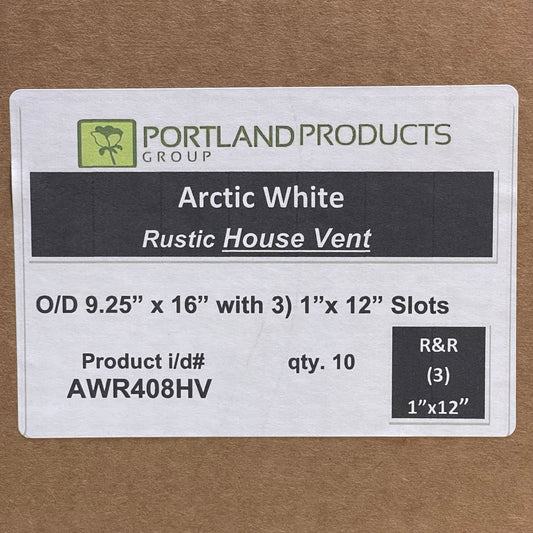 PORTLAND PRODUCTS
GROUP
Arctic White
Rustic House Vent
O/D 9.25” x 16” with 3) 1”x 12” Slots
Product i/d#
AWR408HV
qty. 10
R&R
(3)
1”x12”